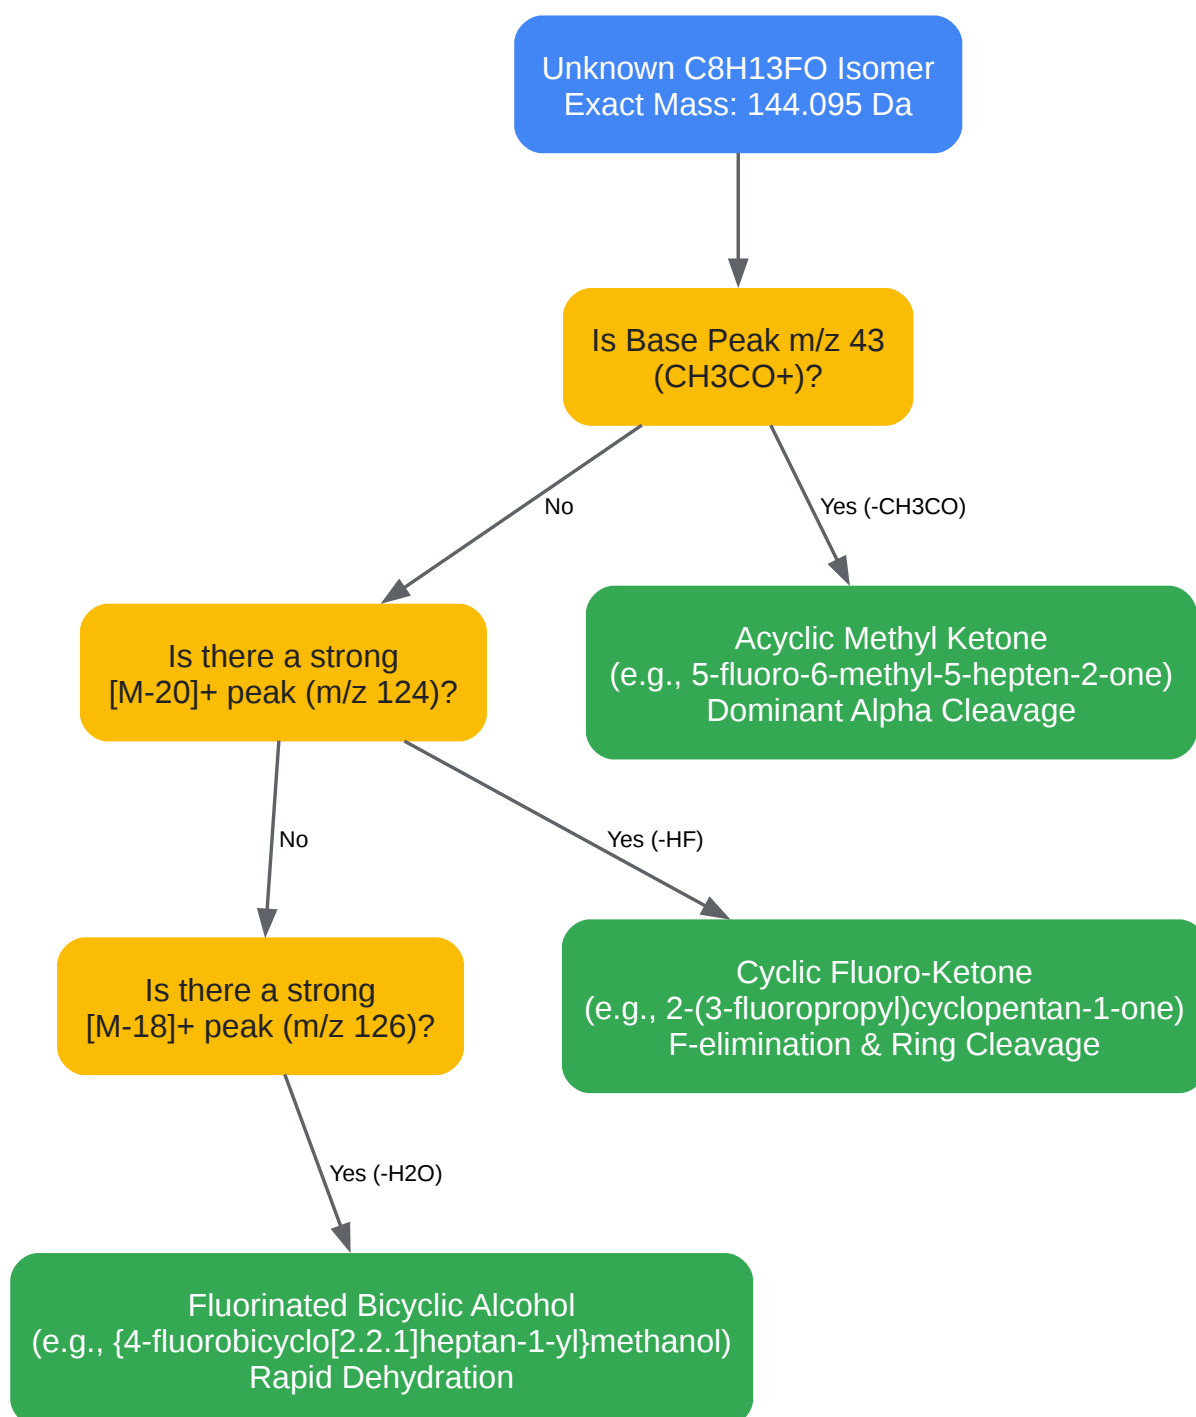 Unknown C8H13FO Isomer
Exact Mass: 144.095 Da
Is Base Peak m/z 43
(CH3CO+)?
No
Yes (-CH3CO)
Is there a strong
[M-20]+ peak (m/z 124)?
Acyclic Methyl Ketone
(e.g., 5-fluoro-6-methyl-5-hepten-2-one)
Dominant Alpha Cleavage
No
Yes (-HF)
Is there a strong
[M-18]+ peak (m/z 126)?
Cyclic Fluoro-Ketone
(e.g., 2-(3-fluoropropyl)cyclopentan-1-one)
F-elimination & Ring Cleavage
Yes (-H2O)
Fluorinated Bicyclic Alcohol
(e.g., {4-fluorobicyclo[2.2.1]heptan-1-yl}methanol)
Rapid Dehydration